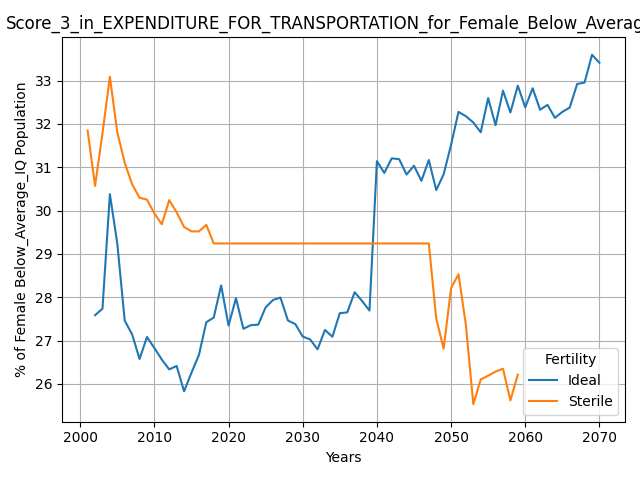 Score_3_in_EXPENDITURE_FOR_TRANSPORTATION_for_Female_Below_Averag
% of Female Below_Average_IQ Population
33
32
31
30
29
28
27
26
2000 2010 2020 2030 2040 2050 2060 2070
Years
Fertility
Ideal
Sterile